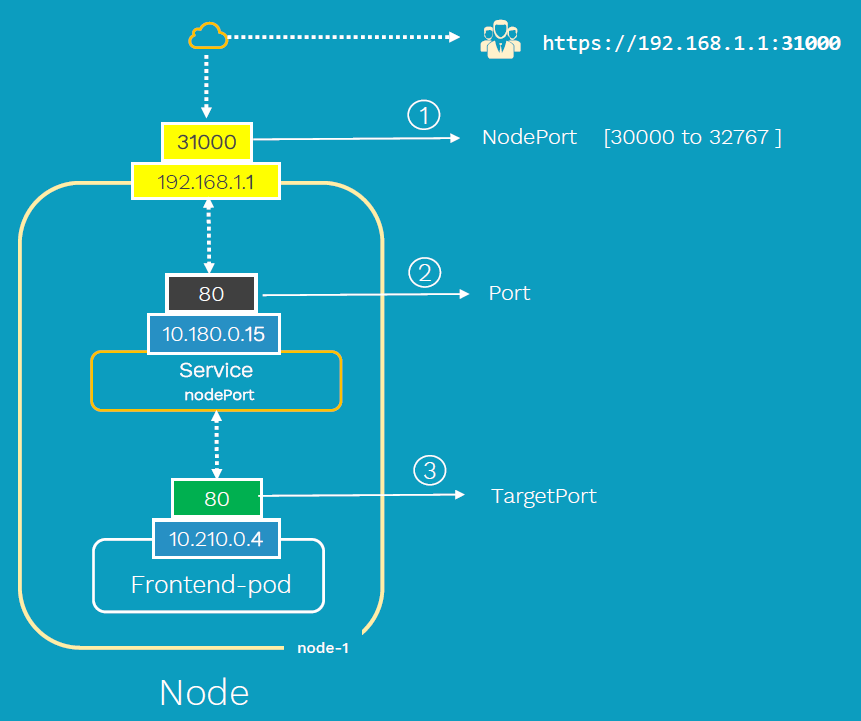 https://192.168.1.1:31000
1
31000
NodePort [30000 to 32767 ]
192.168.1.1
2
80
Port
10.180.0.15
Service
nodePort
3
80
TargetPort
10.210.0.4
Frontend-pod
node-1
Node